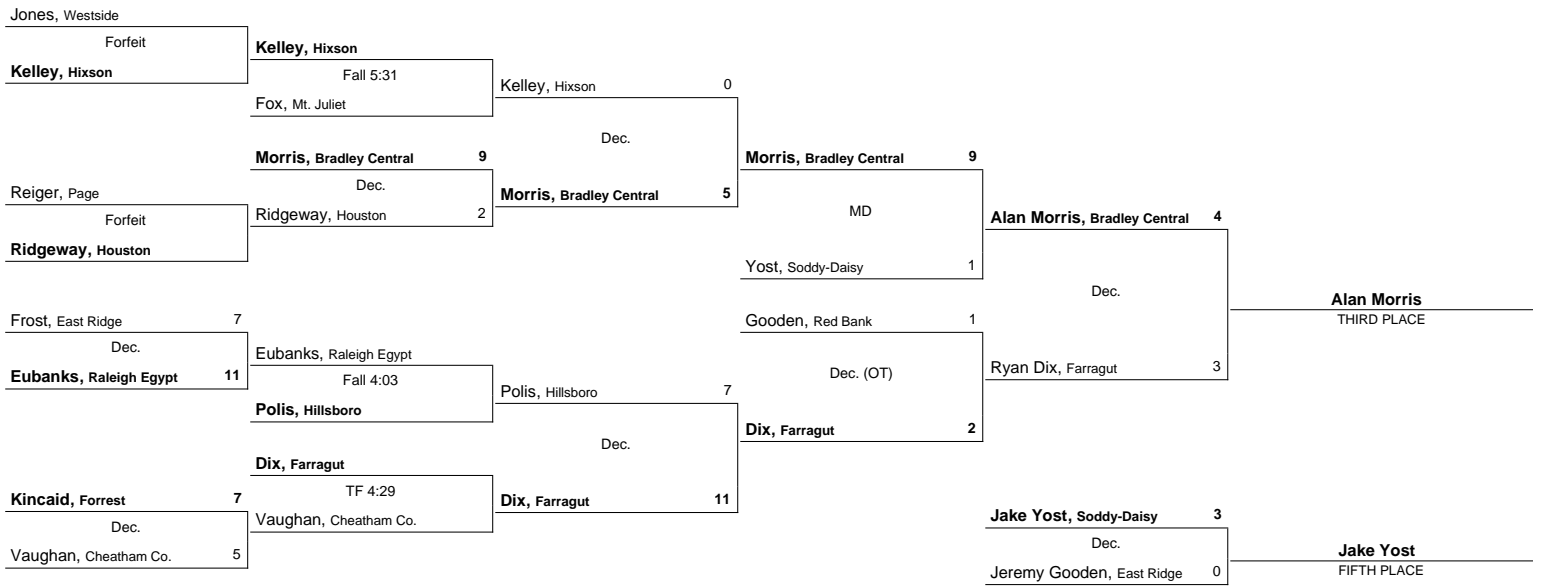 Jones, Westside
Forfeit
Kelley, Hixson
Reiger, Page
Forfeit
Ridgeway, Houston
Frost, East Ridge 7
Dec.
Eubanks, Raleigh Egypt 11
Kincaid, Forrest 7
Dec.
Vaughan, Cheatham Co. 5
Kelley, Hixson
Fall 5:31
Fox, Mt. Juliet
Morris, Bradley Central 9
Dec.
Ridgeway, Houston 2
Eubanks, Raleigh Egypt
Fall 4:03
Polis, Hillsboro
Dix, Farragut
TF 4:29
Vaughan, Cheatham Co.
Kelley, Hixson 0
Dec.
Morris, Bradley Central 5
Polis, Hillsboro 7
Dec.
Dix, Farragut 11
Morris, Bradley Central 9
MD
Yost, Soddy-Daisy 1
Gooden, Red Bank 1
Dec. (OT)
Dix, Farragut 2
Alan Morris, Bradley Central 4
Dec.
Ryan Dix, Farragut 3
Alan Morris
THIRD PLACE
Jake Yost, Soddy-Daisy 3
Dec.
Jeremy Gooden, East Ridge 0
Jake Yost
FIFTH PLACE